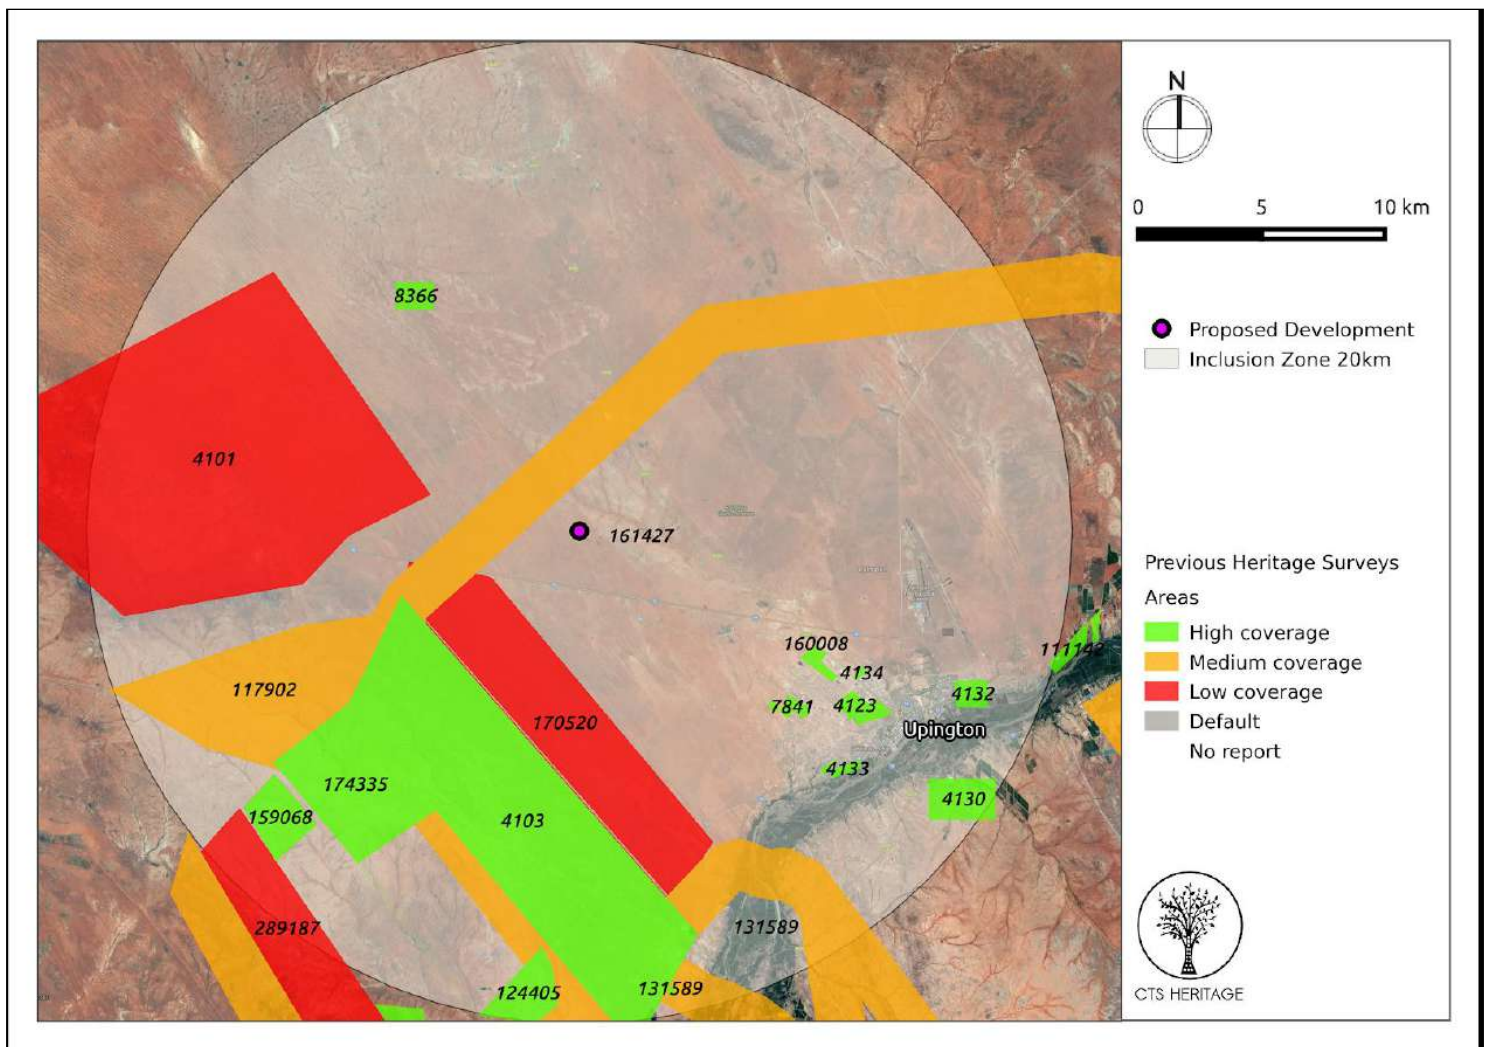 8366
4101
161427
160008
111142
4134
117902
4132
7841
4123
170520
Upington
4133
174335
4130
159068
4103
289187
131589
124405
131589
N
0 5 10 km
Proposed Development
Inclusion Zone 20km
Previous Heritage Surveys
Areas
High coverage
Medium coverage
Low coverage
Default
No report
CTS HERITAGE